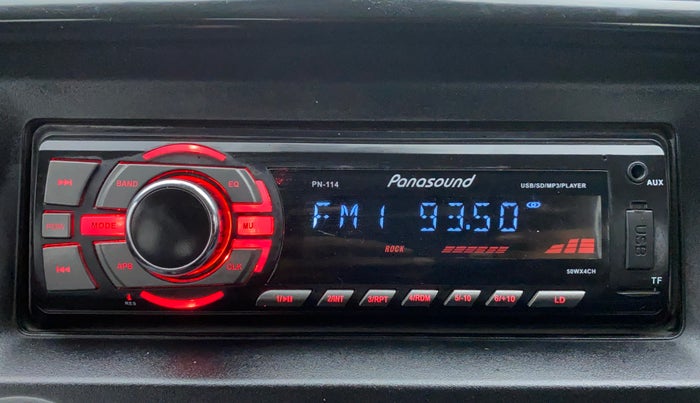 PN-114
Panasound
USB/SD/MP3/PLAYER
BAND
EQ
AUX
MODE
MU
FM1 93.50
ROCK
USB
APS
CLK
50WX4CH
TF
RES
1/▶||
2/INT
3/RPT
4/RDM
5/-10
6/+10
LD